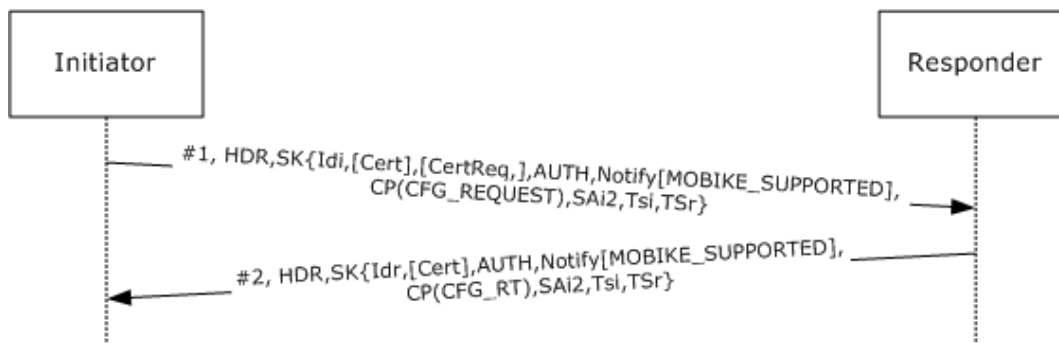 Initiator
Responder
#1, HDR,SK{Idi,[Cert],[CertReq,],AUTH,Notify[MOBIKE_SUPPORTED],
CP(CFG_REQUEST),SAi2,Tsi,TSr}
#2, HDR,SK{Idr,[Cert],AUTH,Notify[MOBIKE_SUPPORTED],
CP(CFG_RT),SAi2,Tsi,TSr}